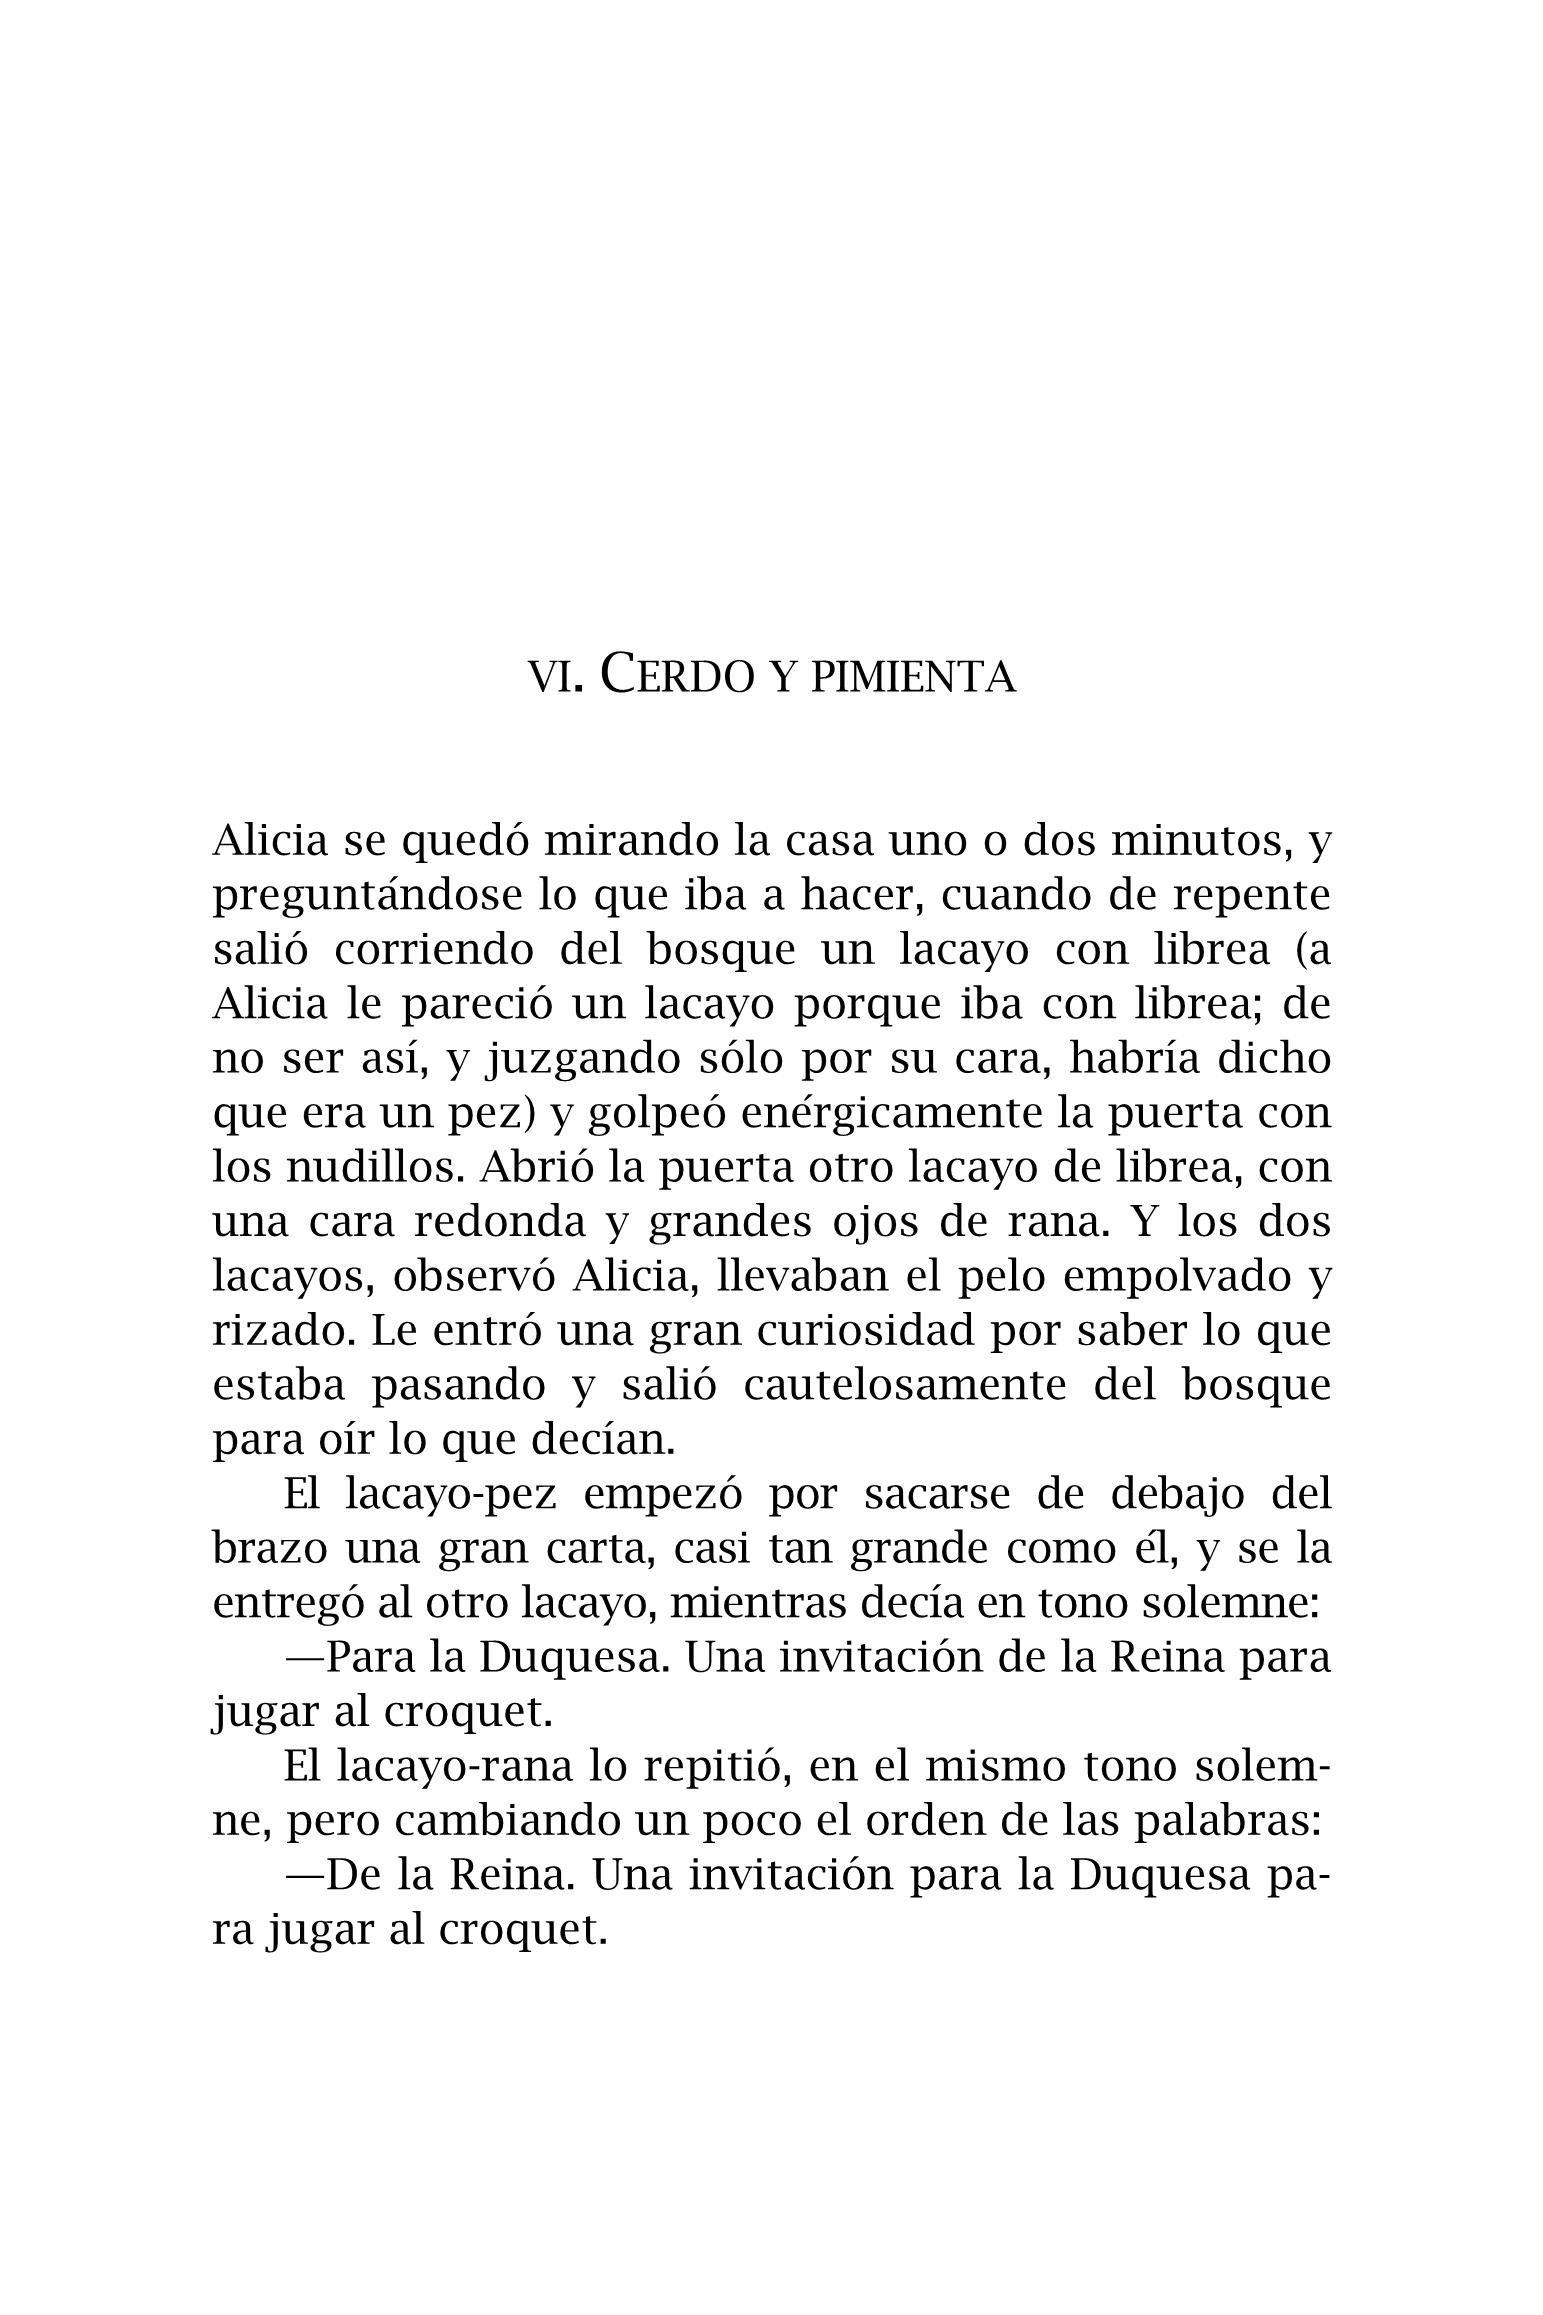 VI. CERDO Y PIMIENTA
Alicia se quedó mirando la casa uno o dos minutos, y
preguntándose lo que iba a hacer, cuando de repente
salió corriendo del bosque un lacayo con librea (a
Alicia le pareció un lacayo porque iba con librea; de
no ser así, y juzgando sólo por su cara, habría dicho
que era un pez) y golpeó enérgicamente la puerta con
los nudillos. Abrió la puerta otro lacayo de librea, con
una cara redonda y grandes ojos de rana. Y los dos
lacayos, observó Alicia, llevaban el pelo empolvado y
rizado. Le entró una gran curiosidad por saber lo que
estaba pasando y salió cautelosamente del bosque
para oír lo que decían.
El lacayo-pez empezó por sacarse de debajo del
brazo una gran carta, casi tan grande como él, y se la
entregó al otro lacayo, mientras decía en tono solemne:
—Para la Duquesa. Una invitación de la Reina para
jugar al croquet.
El lacayo-rana lo repitió, en el mismo tono solem-
ne, pero cambiando un poco el orden de las palabras:
—De la Reina. Una invitación para la Duquesa pa-
ra jugar al croquet.